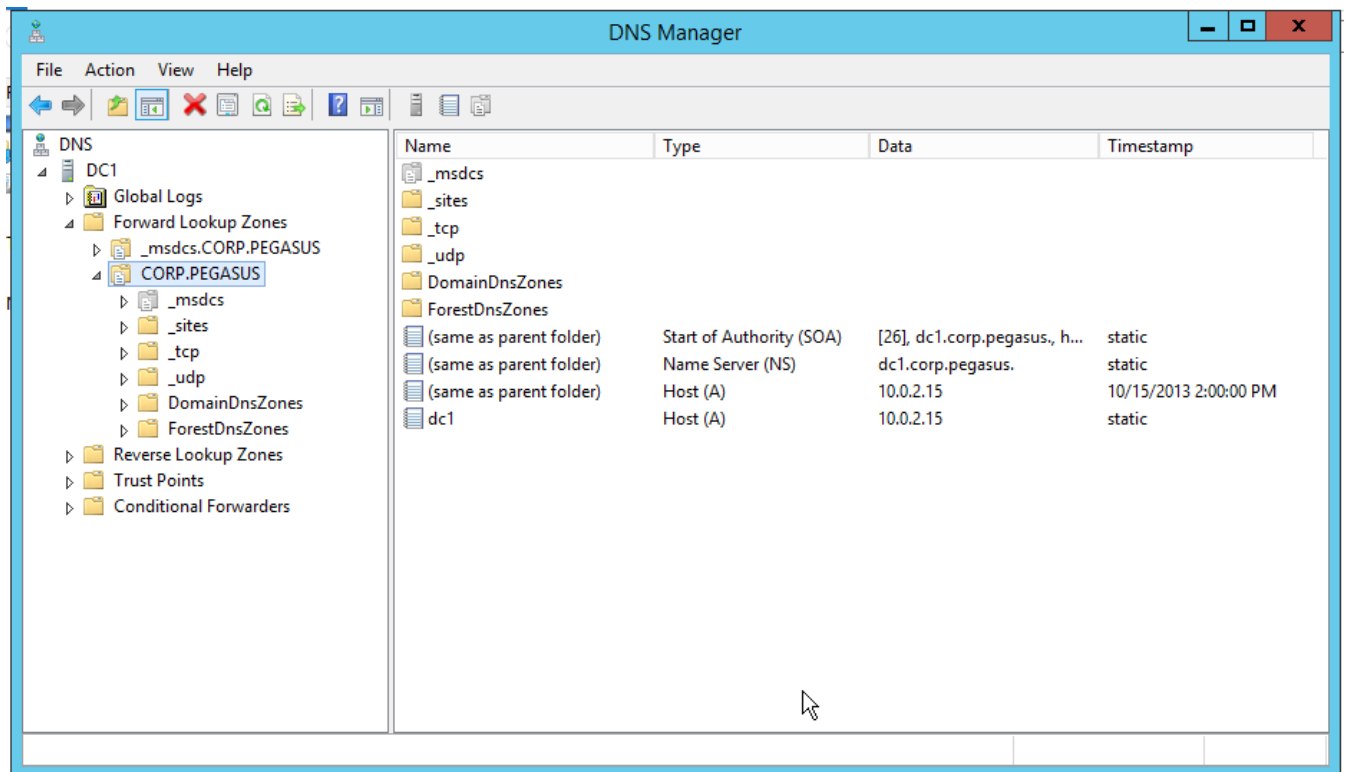 DNS Manager
File Action View Help
DNS
DC1
Global Logs
Forward Lookup Zones
_msdcs.CORP.PEGASUS
CORP.PEGASUS
_msdcs
_sites
_tcp
_udp
DomainDnsZones
ForestDnsZones
Reverse Lookup Zones
Trust Points
Conditional Forwarders
Name Type Data Timestamp
_msdcs
_sites
_tcp
_udp
DomainDnsZones
ForestDnsZones
(same as parent folder) Start of Authority (SOA) [26], dc1.corp.pegasus., h... static
(same as parent folder) Name Server (NS) dc1.corp.pegasus. static
(same as parent folder) Host (A) 10.0.2.15 10/15/2013 2:00:00 PM
dc1 Host (A) 10.0.2.15 static